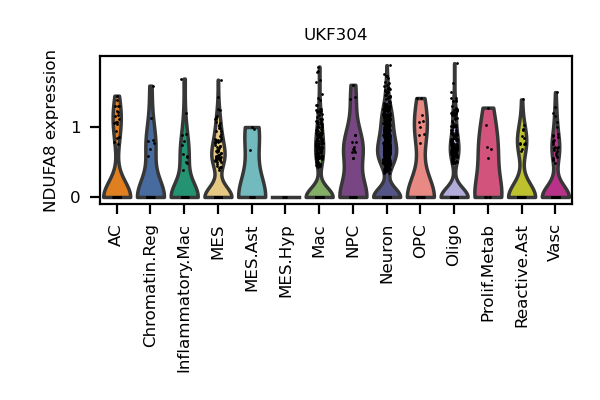 UKF304
NDUFA8 expression
1
0
AC
Chromatin.Reg
Inflammatory.Mac
MES
MES.Ast
MES.Hyp
Mac
NPC
Neuron
OPC
Oligo
Prolif.Metab
Reactive.Ast
Vasc